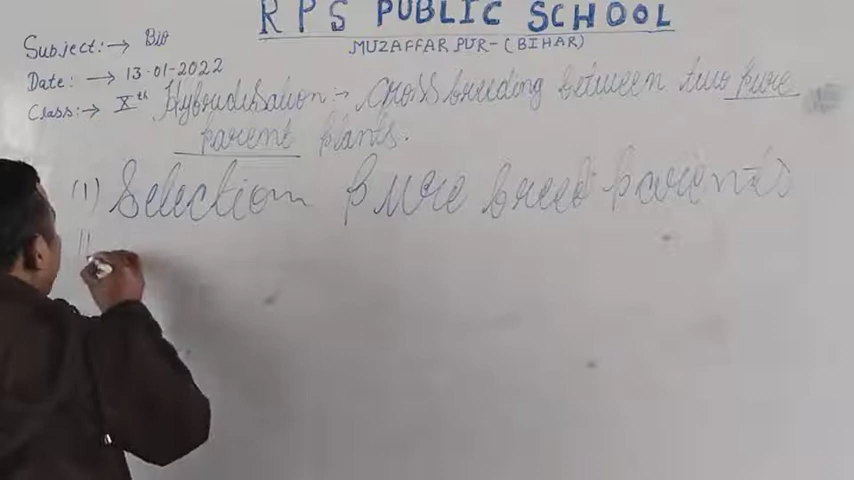 RPS PUBLIC SCHOOL
MUZAFFARPUR-(BIHAR)
Subject:→ Bio
Date: → 13-01-2022
Class:→ Xth
Hybridisation:→ Cross breeding between two pure
parent plants.
(1) Selection pure breed parents